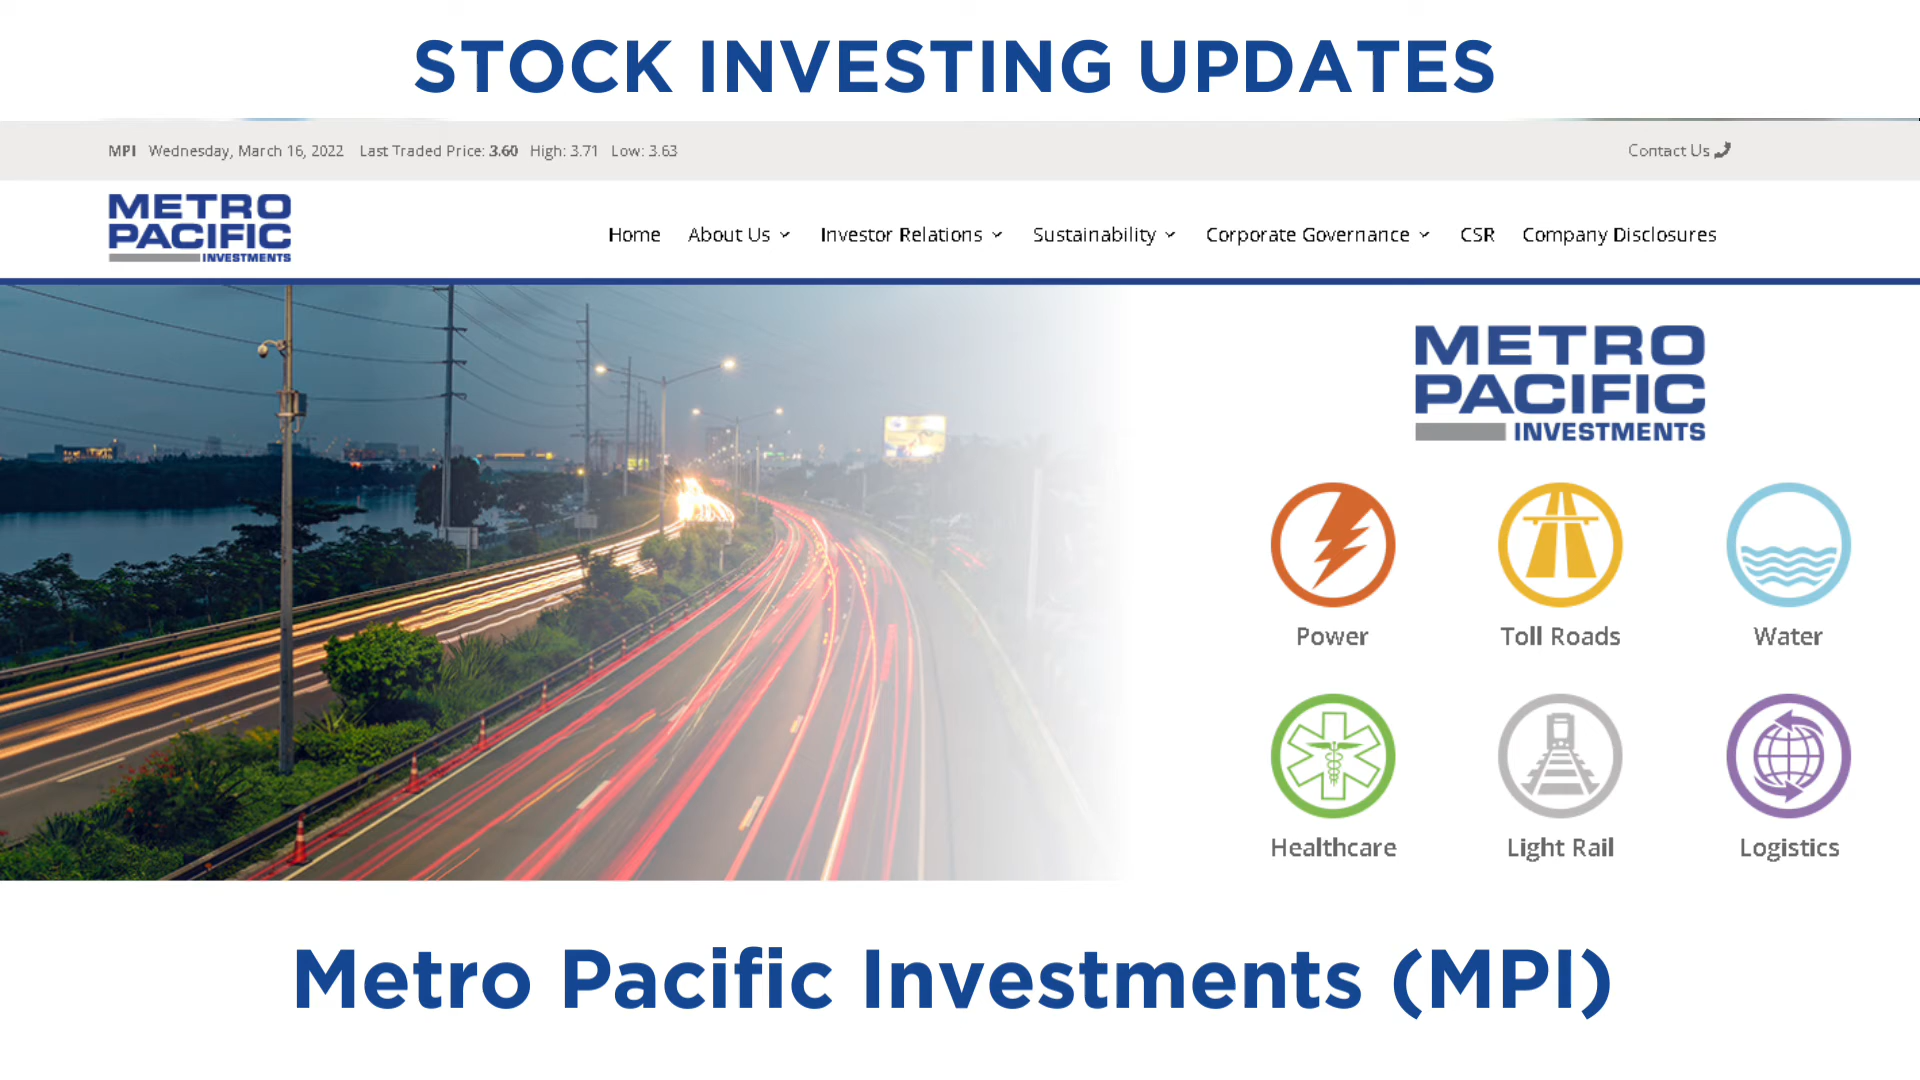 STOCK INVESTING UPDATES
MPI Wednesday, March 16, 2022 Last Traded Price: 3.60 High: 3.71 Low: 3.63
Contact Us
METRO
PACIFIC
INVESTMENTS
Home About Us Investor Relations Sustainability Corporate Governance CSR Company Disclosures
METRO
PACIFIC
INVESTMENTS
Power Toll Roads Water
Healthcare Light Rail Logistics
Metro Pacific Investments (MPI)